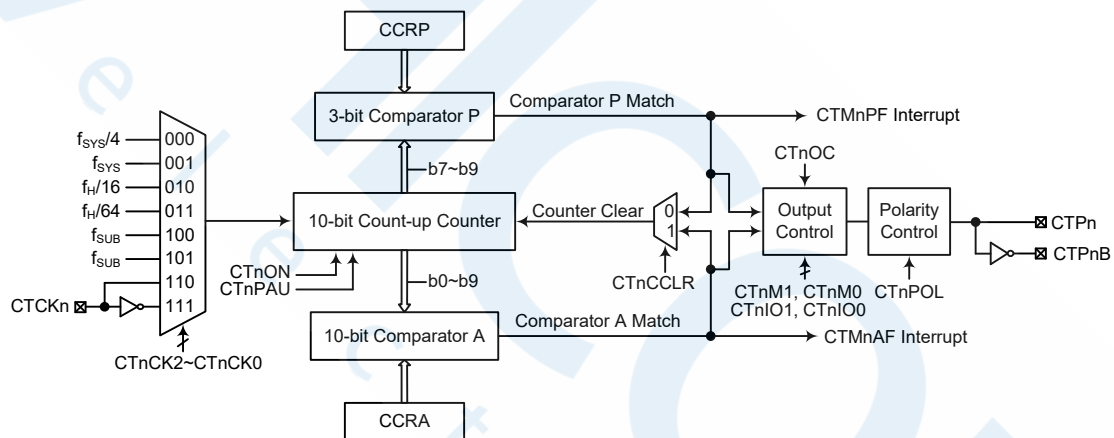 CCRP
3-bit Comparator P
Comparator P Match
CTMnPF Interrupt
fSYS/4
000
fSYS
001
fH/16
010
fH/64
011
fSUB
100
fSUB
101
110
111
CTCKn
CTnCK2~CTnCK0
b7~b9
10-bit Count-up Counter
CTnON
CTnPAU
b0~b9
Counter Clear
0
1
CTnCCLR
CTnOC
Output
Control
Polarity
Control
CTPn
CTPnB
CTnM1, CTnM0
CTnIO1, CTnIO0
CTnPOL
10-bit Comparator A
Comparator A Match
CTMnAF Interrupt
CCRA